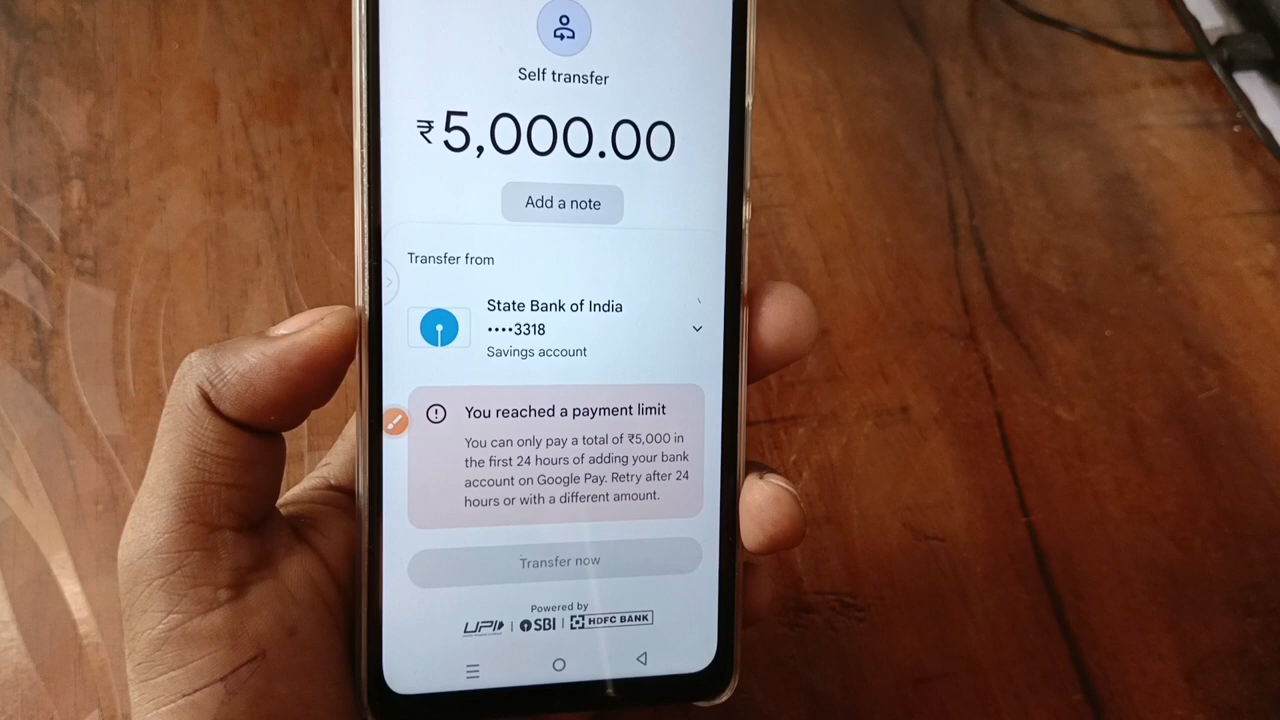 Self transfer
₹5,000.00
Add a note
Transfer from
State Bank of India
••••3318
Savings account
You reached a payment limit
You can only pay a total of ₹5,000 in
the first 24 hours of adding your bank
account on Google Pay. Retry after 24
hours or with a different amount.
Transfer now
Powered by
UPI | SBI | HDFC BANK